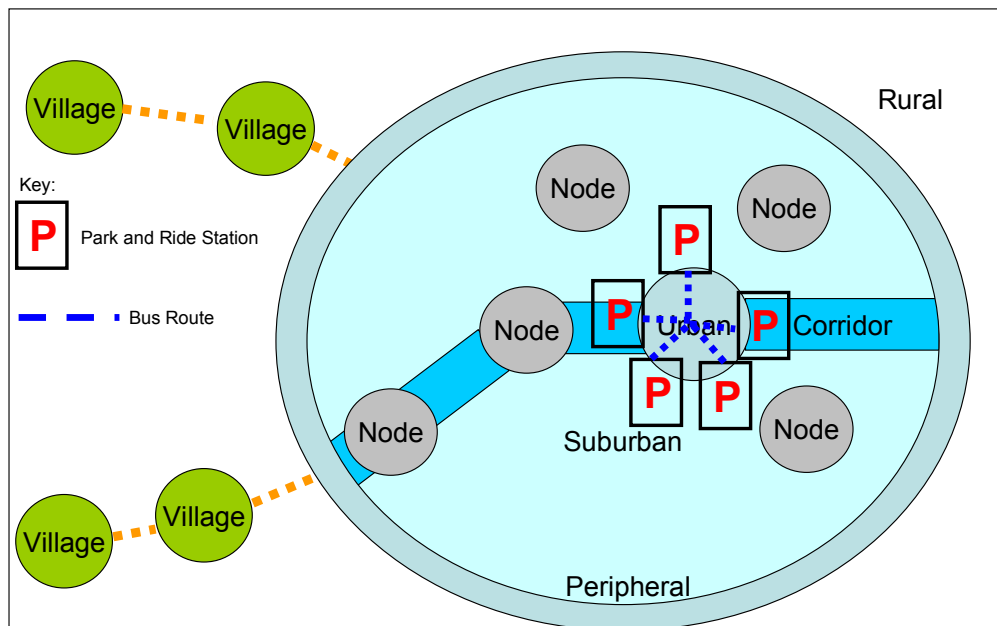 Village
Village
Rural
Key:
P
Park and Ride Station
Bus Route
Node
Node
P
P
Urban
P
Corridor
Node
P
P
Node
Suburban
Node
Village
Village
Peripheral